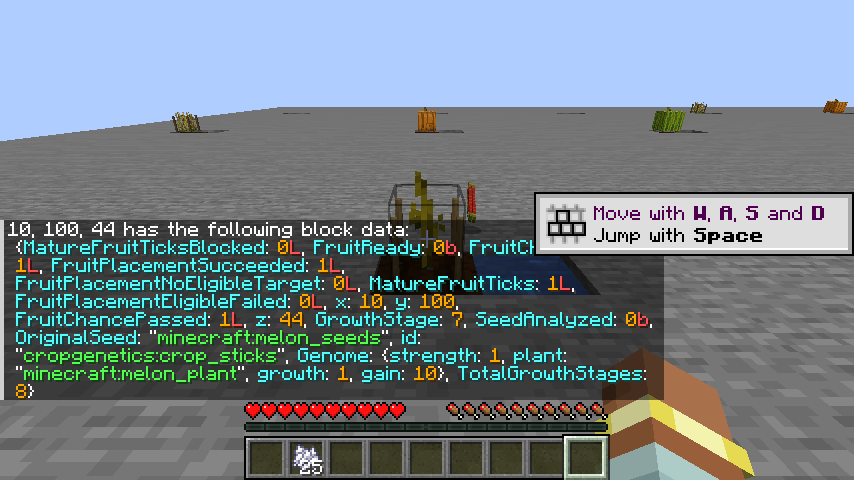 10, 100, 44 has the following block data:
{MatureFruitTicksBlocked: 0L, FruitReady: 0b, FruitCh
1L, FruitPlacementSucceeded: 1L,
FruitPlacementNoEligibleTarget: 0L, MatureFruitTicks: 1L,
FruitPlacementEligibleFailed: 0L, x: 10, y: 100,
FruitChancePassed: 1L, z: 44, GrowthStage: 7, SeedAnalyzed: 0b,
OriginalSeed: "minecraft:melon_seeds", id:
"cropgenetics:crop_sticks", Genome: {strength: 1, plant:
"minecraft:melon_plant", growth: 1, gain: 10}, TotalGrowthStages:
8}
Move with W, A, S and D
Jump with Space
25